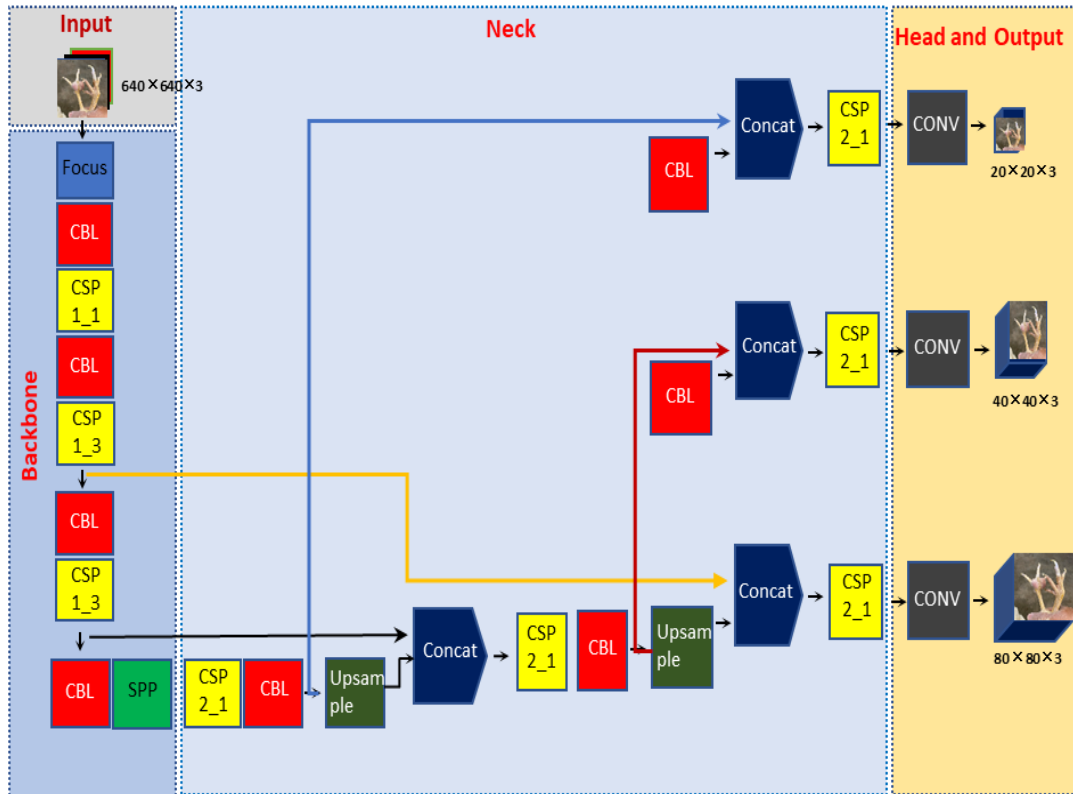 Input
640×640×3
Backbone
Focus
CBL
CSP
1_1
CBL
CSP
1_3
CBL
CSP
1_3
CBL
SPP
Neck
CSP
2_1
CBL
Upsam
ple
Concat
CSP
2_1
CBL
Upsam
ple
Concat
CSP
2_1
CBL
Concat
CSP
2_1
CBL
Concat
CSP
2_1
Head and Output
CONV
20×20×3
CONV
40×40×3
CONV
80×80×3